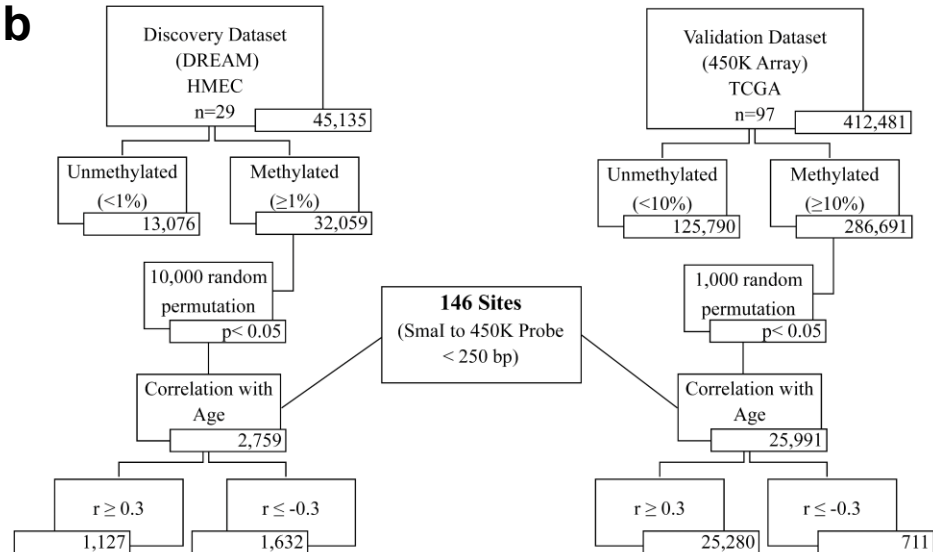 b
Discovery Dataset
(DREAM)
HMEC
n=29
45,135
Unmethylated
(<1%)
13,076
Methylated
(≥1%)
32,059
10,000 random
permutation
p< 0.05
Correlation with
Age
2,759
r ≥ 0.3
1,127
r ≤ -0.3
1,632
146 Sites
(SmaI to 450K Probe
< 250 bp)
Validation Dataset
(450K Array)
TCGA
n=97
412,481
Unmethylated
(<10%)
125,790
Methylated
(≥10%)
286,691
1,000 random
permutation
p< 0.05
Correlation with
Age
25,991
r ≥ 0.3
25,280
r ≤ -0.3
711